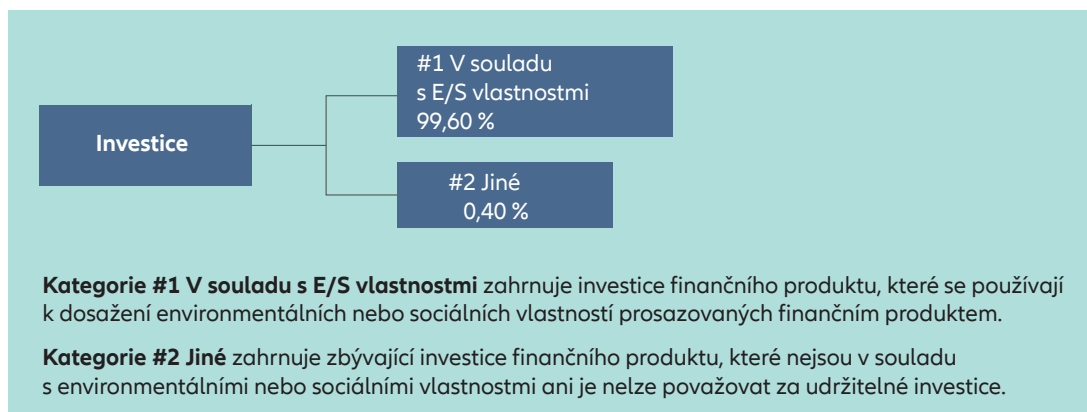 #1 V souladu
s E/S vlastnostmi
99,60 %
Investice
#2 Jiné
0,40 %
Kategorie #1 V souladu s E/S vlastnostmi zahrnuje investice finančního produktu, které se používají
k dosažení environmentálních nebo sociálních vlastností prosazovaných finančním produktem.
Kategorie #2 Jiné zahrnuje zbývající investice finančního produktu, které nejsou v souladu
s environmentálními nebo sociálními vlastnostmi ani je nelze považovat za udržitelné investice.